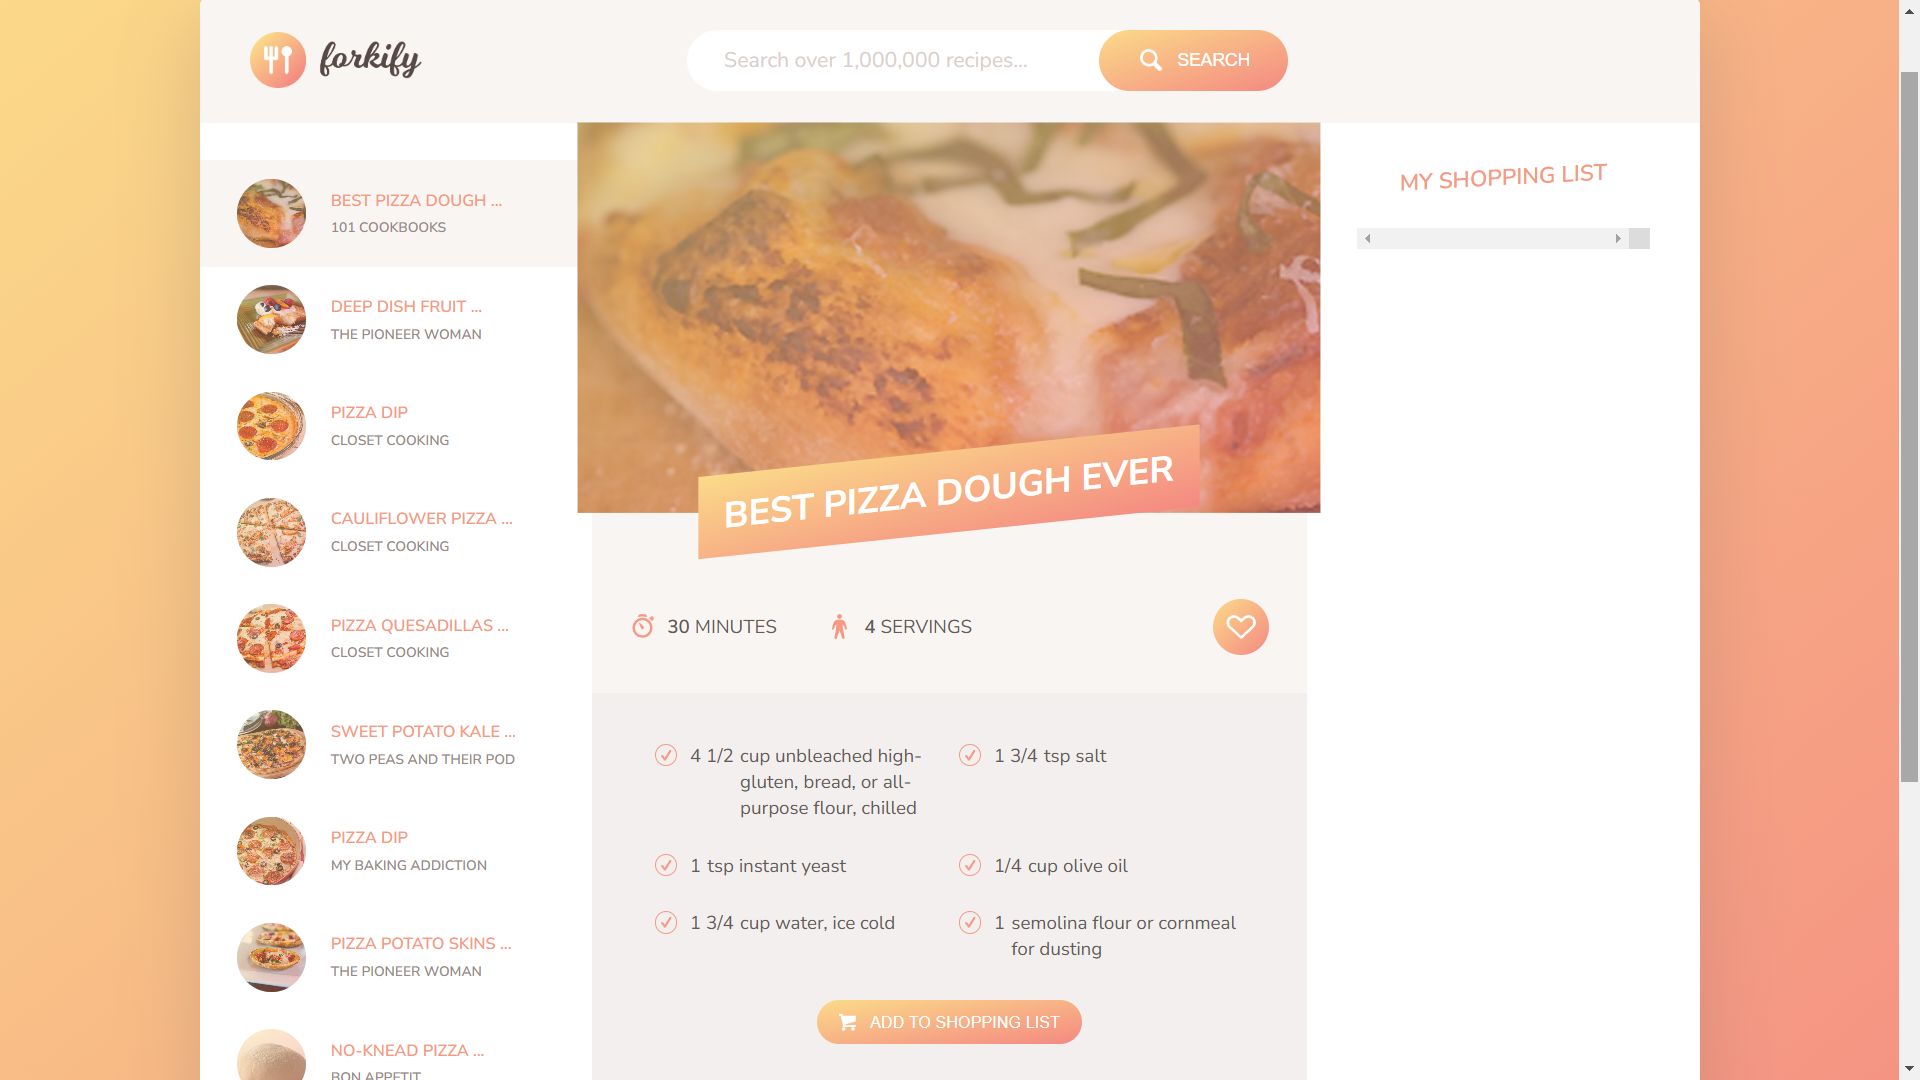 forkify
Search over 1,000,000 recipes...
SEARCH
BEST PIZZA DOUGH ...
101 COOKBOOKS
DEEP DISH FRUIT ...
THE PIONEER WOMAN
PIZZA DIP
CLOSET COOKING
CAULIFLOWER PIZZA ...
CLOSET COOKING
PIZZA QUESADILLAS ...
CLOSET COOKING
SWEET POTATO KALE ...
TWO PEAS AND THEIR POD
PIZZA DIP
MY BAKING ADDICTION
PIZZA POTATO SKINS ...
THE PIONEER WOMAN
NO-KNEAD PIZZA ...
BON APPETIT
BEST PIZZA DOUGH EVER
30 MINUTES
4 SERVINGS
4 1/2 cup unbleached high-
gluten, bread, or all-
purpose flour, chilled
1 3/4 tsp salt
1 tsp instant yeast
1/4 cup olive oil
1 3/4 cup water, ice cold
1 semolina flour or cornmeal
for dusting
ADD TO SHOPPING LIST
MY SHOPPING LIST